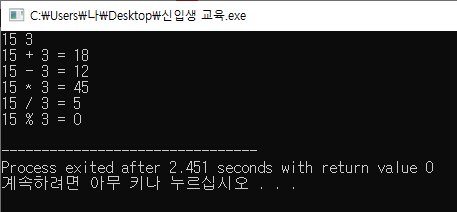 C:₩Users₩나₩Desktop₩신입생 교육.exe
15 3
15 + 3 = 18
15 - 3 = 12
15 * 3 = 45
15 / 3 = 5
15 % 3 = 0
--------------------------------
Process exited after 2.451 seconds with return value 0
계속하려면 아무 키나 누르십시오 . . .